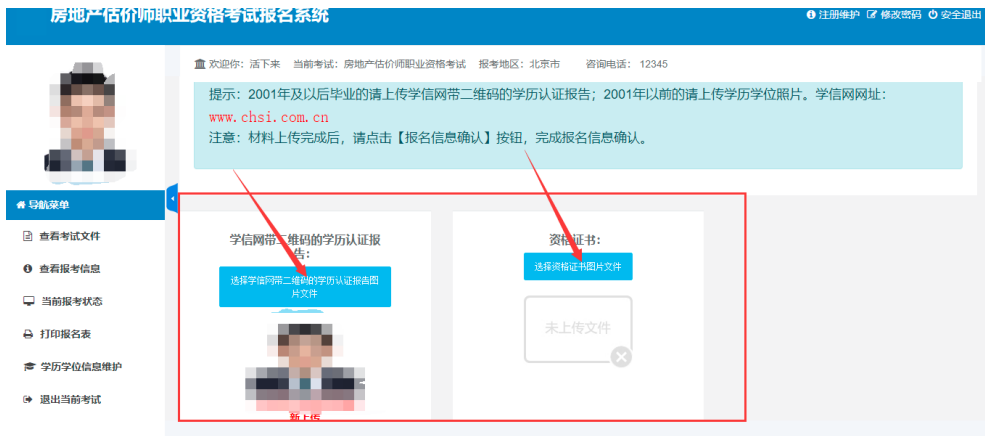 房地产估价师职业资格考试报名系统
注册维护 修改密码 安全退出
欢迎你: 活下来 当前考试: 房地产估价师职业资格考试 报考地区: 北京市 咨询电话: 12345
提示: 2001年及以后毕业的请上传学信网带二维码的学历认证报告; 2001年以前的请上传学历学位照片。学信网网址:
www.chsi.com.cn
注意: 材料上传完成后, 请点击【报名信息确认】按钮, 完成报名信息确认。
导航菜单
查看考试文件
查看报考信息
当前报考状态
打印报名表
学历学位信息维护
退出当前考试
学信网带二维码的学历认证报
告:
选择学信网带二维码的学历认证报告图
片文件
新上传
资格证书:
选择资格证书图片文件
未上传文件